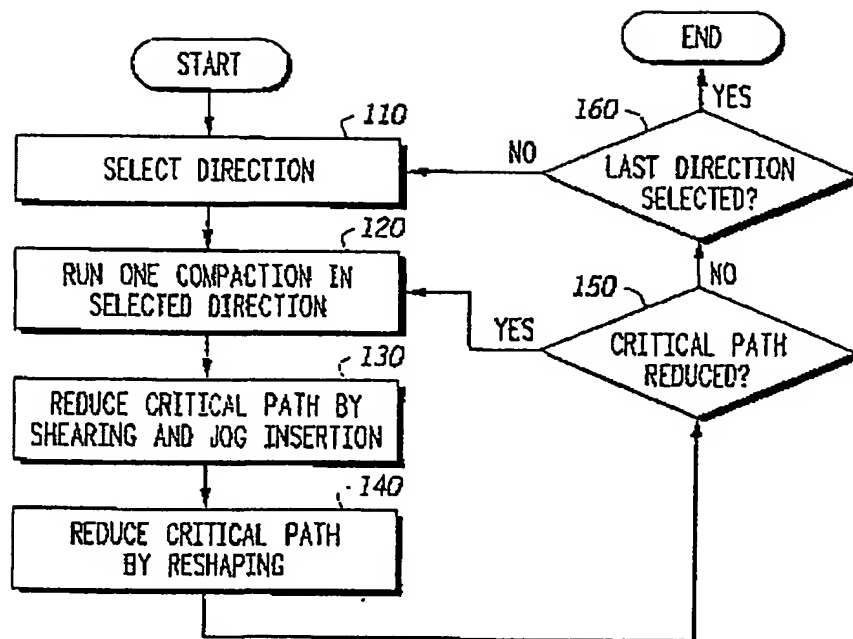 START
110
SELECT DIRECTION
120
RUN ONE COMPACTION IN
SELECTED DIRECTION
130
REDUCE CRITICAL PATH BY
SHEARING AND JOG INSERTION
140
REDUCE CRITICAL PATH
BY RESHAPING
150
CRITICAL PATH
REDUCED?
YES
NO
160
LAST DIRECTION
SELECTED?
NO
YES
END